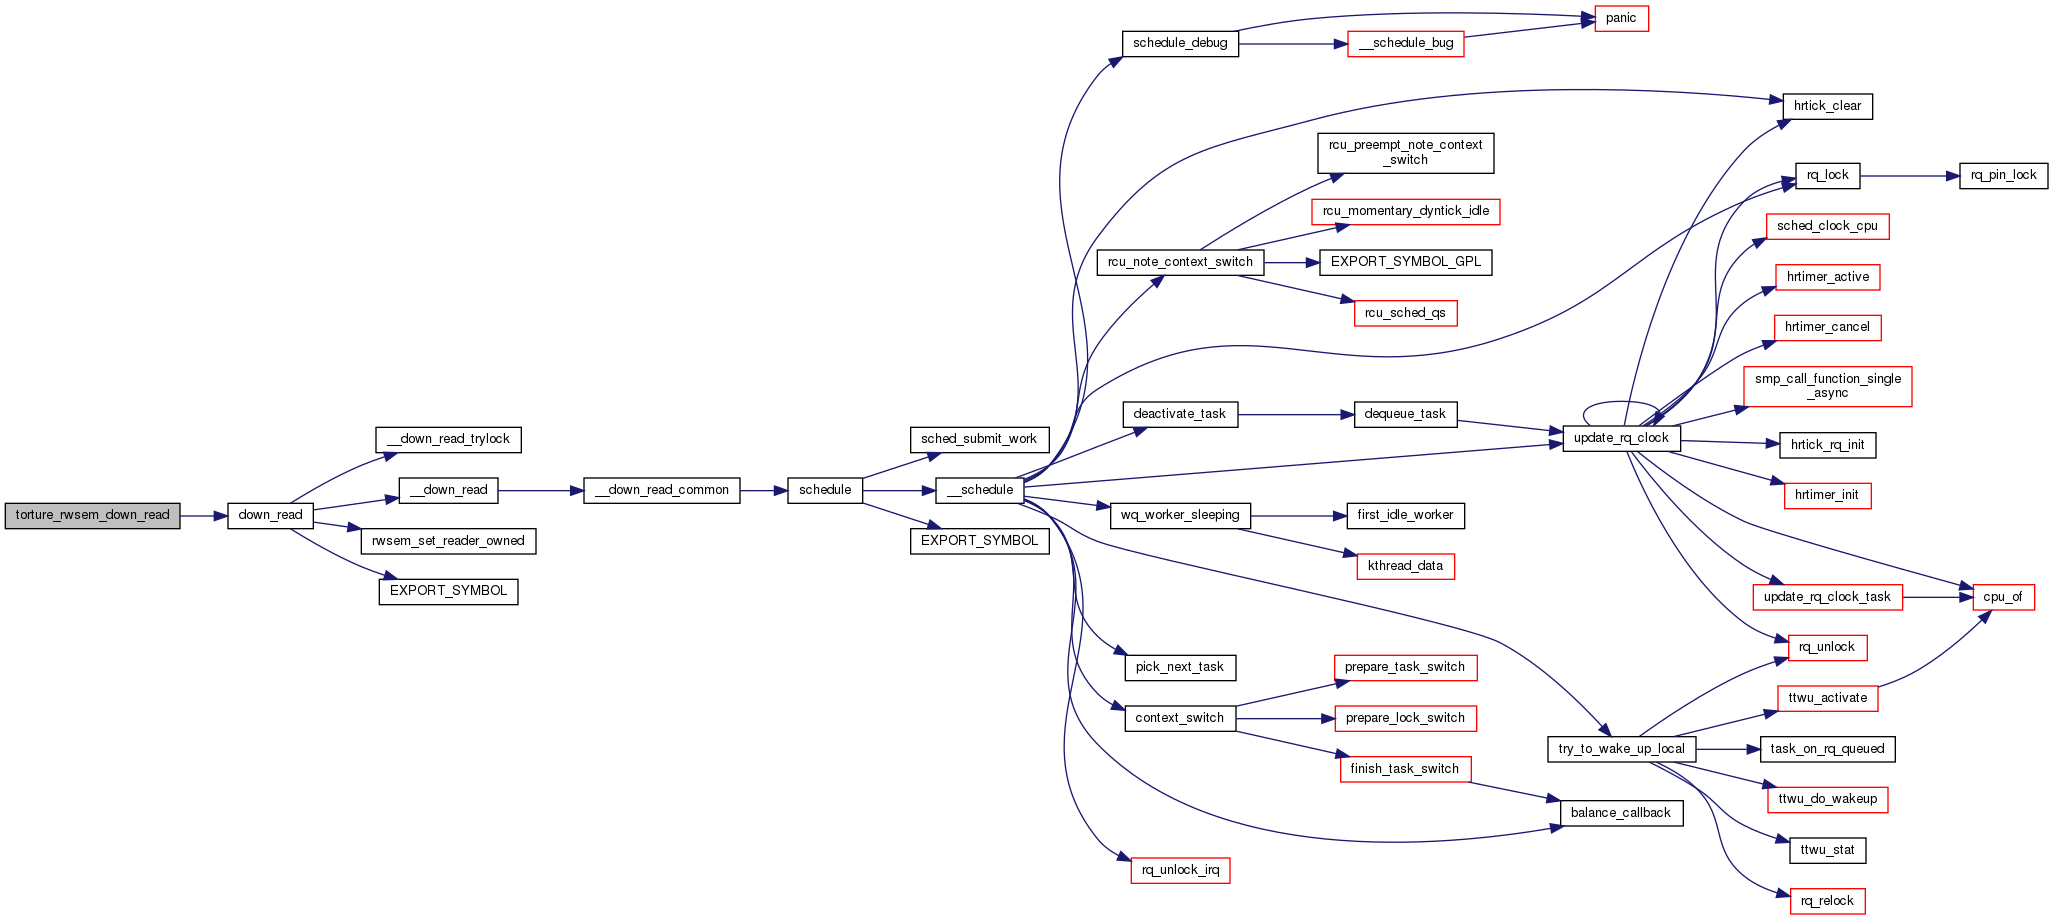 panic
schedule_debug
__schedule_bug
hrtick_clear
rcu_preempt_note_context
_switch
rq_lock
rq_pin_lock
rcu_momentary_dyntick_idle
sched_clock_cpu
rcu_note_context_switch
EXPORT_SYMBOL_GPL
hrtimer_active
rcu_sched_qs
hrtimer_cancel
smp_call_function_single
_async
deactivate_task
dequeue_task
update_rq_clock
hrtick_rq_init
__down_read_trylock
sched_submit_work
torture_rwsem_down_read
down_read
__down_read
__down_read_common
schedule
__schedule
hrtimer_init
wq_worker_sleeping
first_idle_worker
rwsem_set_reader_owned
EXPORT_SYMBOL
kthread_data
EXPORT_SYMBOL
update_rq_clock_task
cpu_of
rq_unlock
pick_next_task
prepare_task_switch
ttwu_activate
context_switch
prepare_lock_switch
try_to_wake_up_local
task_on_rq_queued
finish_task_switch
ttwu_do_wakeup
balance_callback
ttwu_stat
rq_unlock_irq
rq_relock